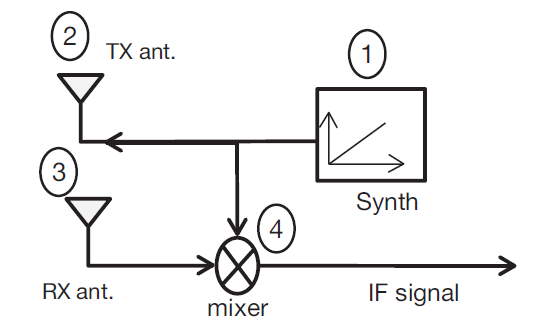 2
TX ant.
1
3
Synth
4
RX ant.
mixer
IF signal